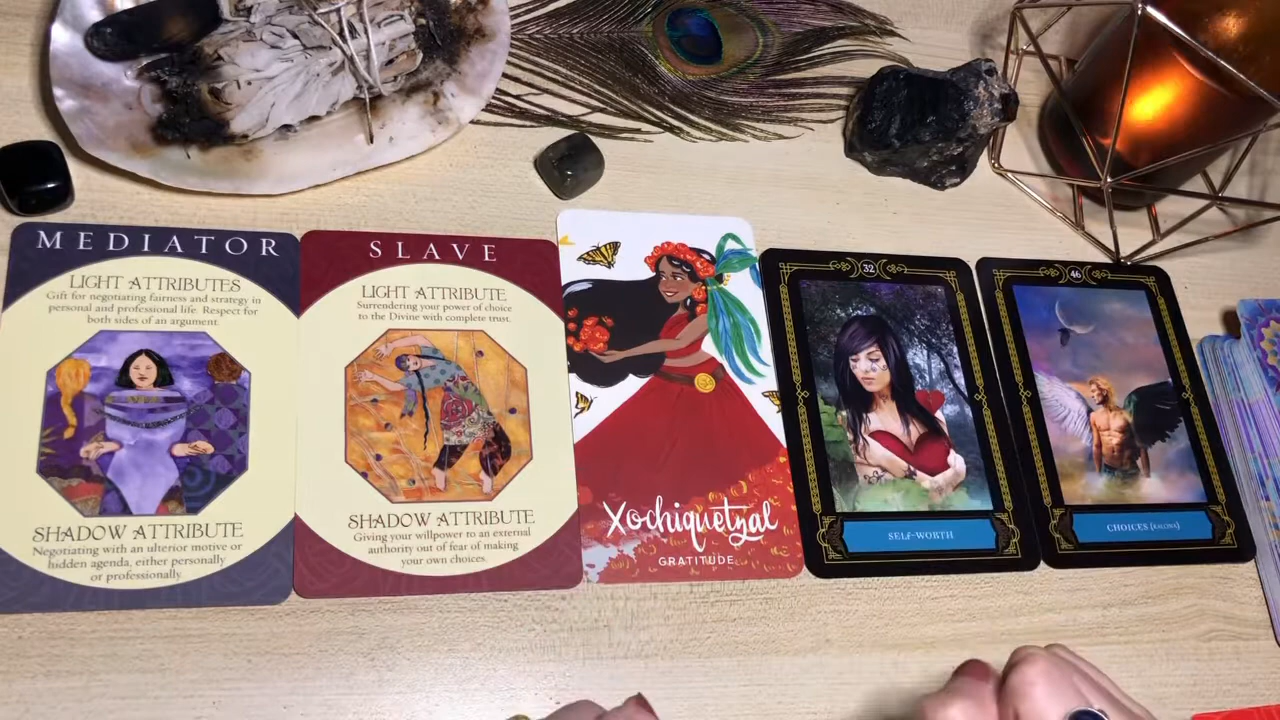 MEDIATOR
LIGHT ATTRIBUTES
Gift for negotiating fairness and strategy in
personal and professional life. Respect for
both sides of an argument.
SHADOW ATTRIBUTE
Negotiating with an ulterior motive or
hidden agenda, either personally
or professionally.
SLAVE
LIGHT ATTRIBUTE
Surrendering your power of choice
to the Divine with complete trust.
SHADOW ATTRIBUTE
Giving your willpower to an external
authority out of fear of making
your own choices.
Xochiquetzal
GRATITUDE
32
SELF-WORTH
46
CHOICES (KALONA)